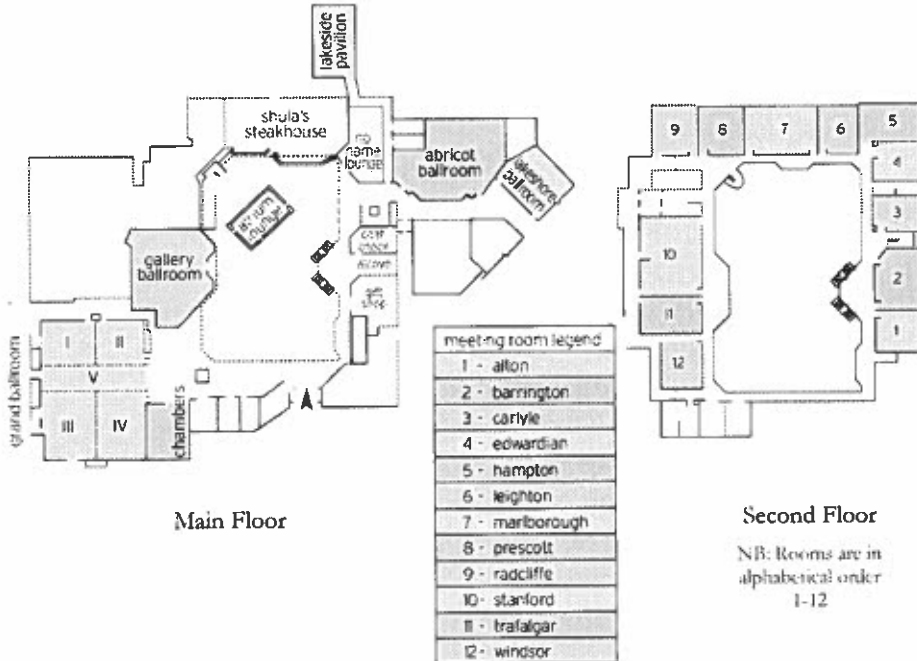 lakeside
pavilion
shula's
steakhouse
no
name
lounge
abricot
ballroom
lakeshore
ballroom
atrium
lounge
gallery
ballroom
grand ballroom
I
II
V
III
IV
chambers
Main Floor
meeting room legend
1 - alton
2 - barrington
3 - carlyle
4 - edwardian
5 - hampton
6 - leighton
7 - marlborough
8 - prescott
9 - radcliffe
10 - stanford
11 - trafalgar
12 - windsor
9
8
7
6
5
4
3
10
2
11
1
12
Second Floor
NB: Rooms are in
alphabetical order
1-12